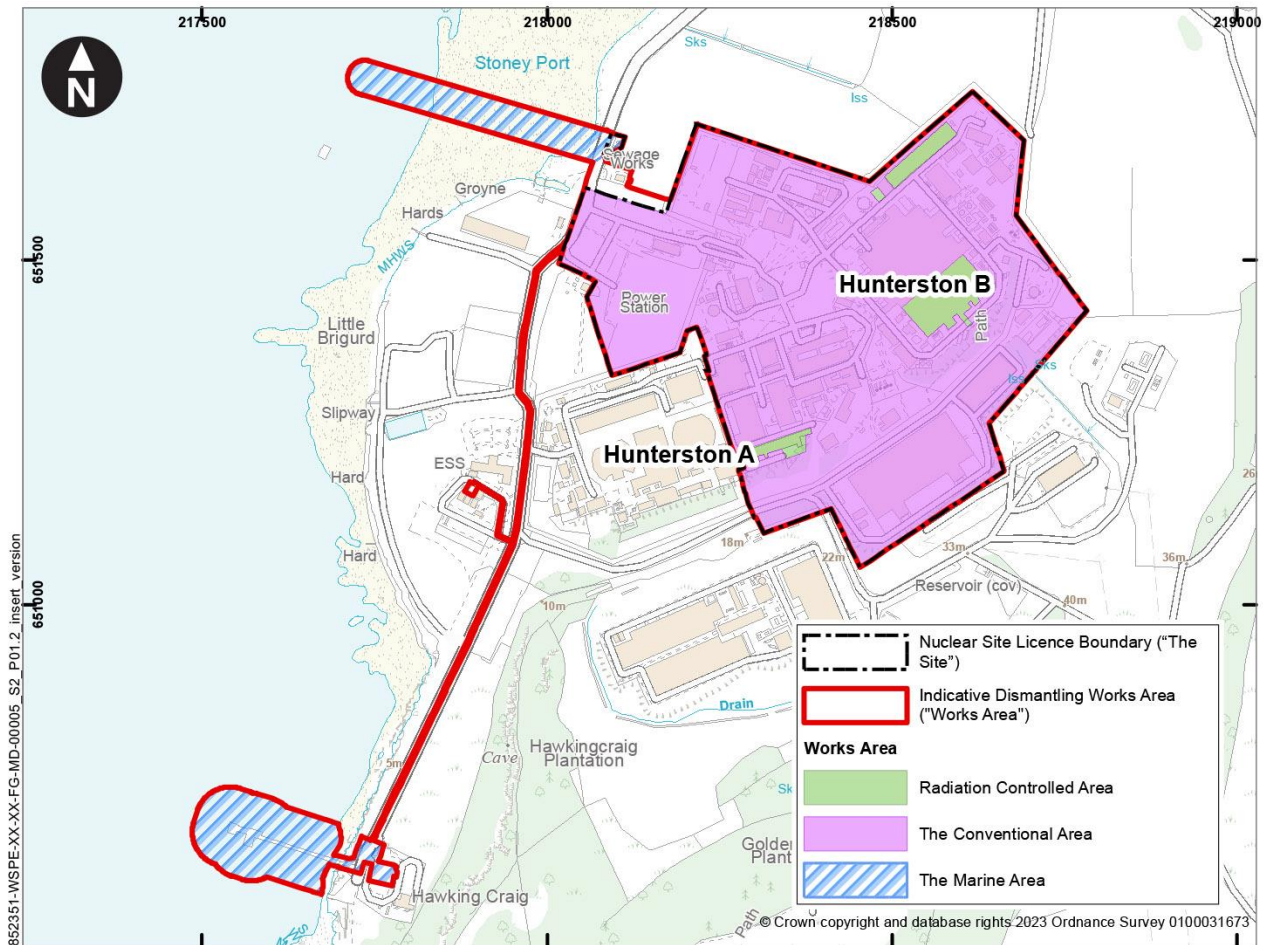 217500
218000
218500
219000
N
Stoney Port
Sks
Iss
Sewage
Works
Groyne
Hards
651500
MHWS
Hunterston B
Power
Station
Path
Little
Brigurd
Iss
Sks
Slipway
Hunterston A
ESS
Hard
26
Hard
18m
22m
33m
36m
Reservoir (cov)
40m
10m
651000
Drain
Hawkingcraig
Plantation
Cave
5m
Sk
Golden
Plant
Hawking Craig
Path
Nuclear Site Licence Boundary ("The
Site")
Indicative Dismantling Works Area
("Works Area")
Works Area
Radiation Controlled Area
The Conventional Area
The Marine Area
© Crown copyright and database rights 2023 Ordnance Survey 0100031673
852351-WSPE-XX-XX-FG-MD-000005_S2_P01.2_insert_version